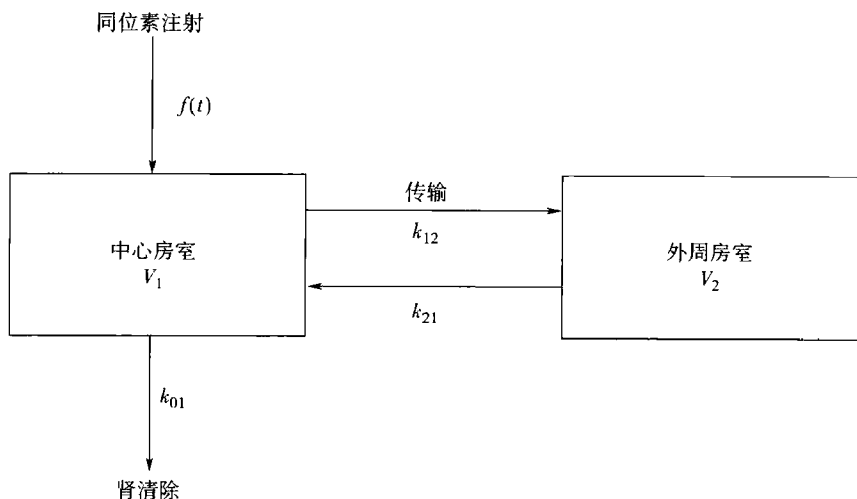 同位素注射
f(t)
传输
k₁₂
中心房室
V₁
外周房室
V₂
k₂₁
k₀₁
肾清除